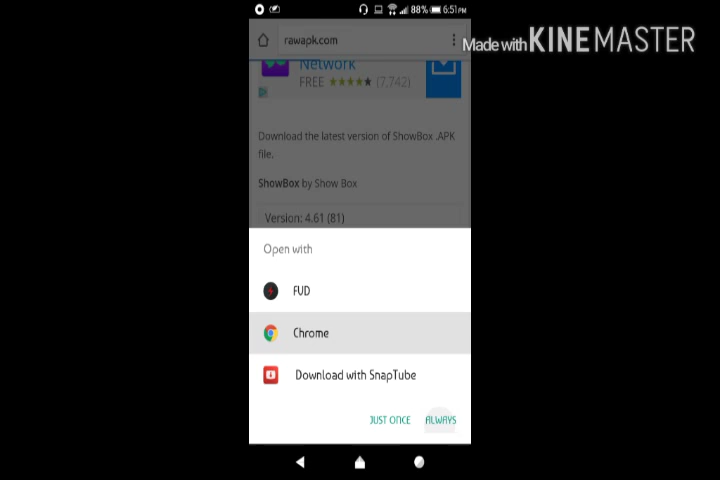 88% 6:51PM
rawapk.com
Made with KINEMASTER
Network
FREE (7,742)
Download the latest version of ShowBox .APK
file.
ShowBox by Show Box
Version: 4.61 (81)
Open with
FUD
Chrome
Download with SnapTube
JUST ONCE ALWAYS